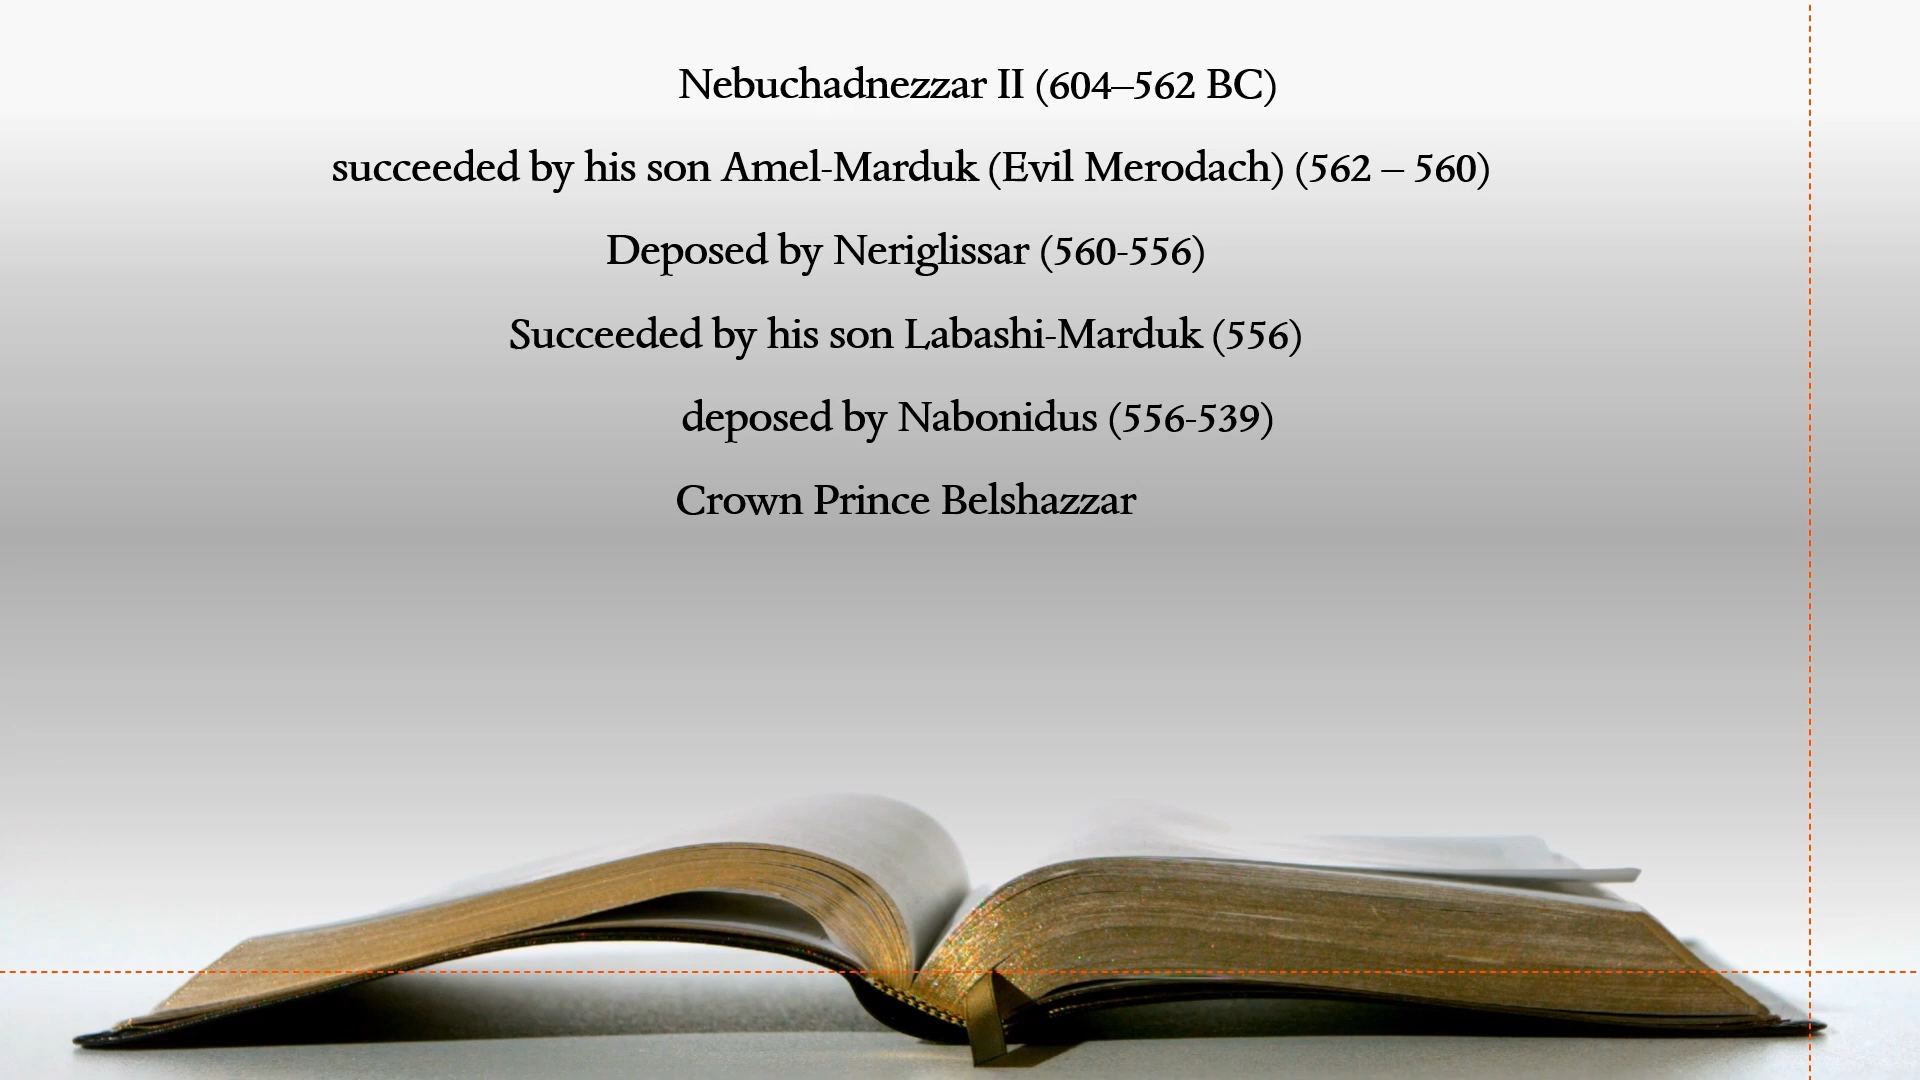 Nebuchadnezzar II (604–562 BC)
succeeded by his son Amel-Marduk (Evil Merodach) (562 – 560)
Deposed by Neriglissar (560-556)
Succeeded by his son Labashi-Marduk (556)
deposed by Nabonidus (556-539)
Crown Prince Belshazzar